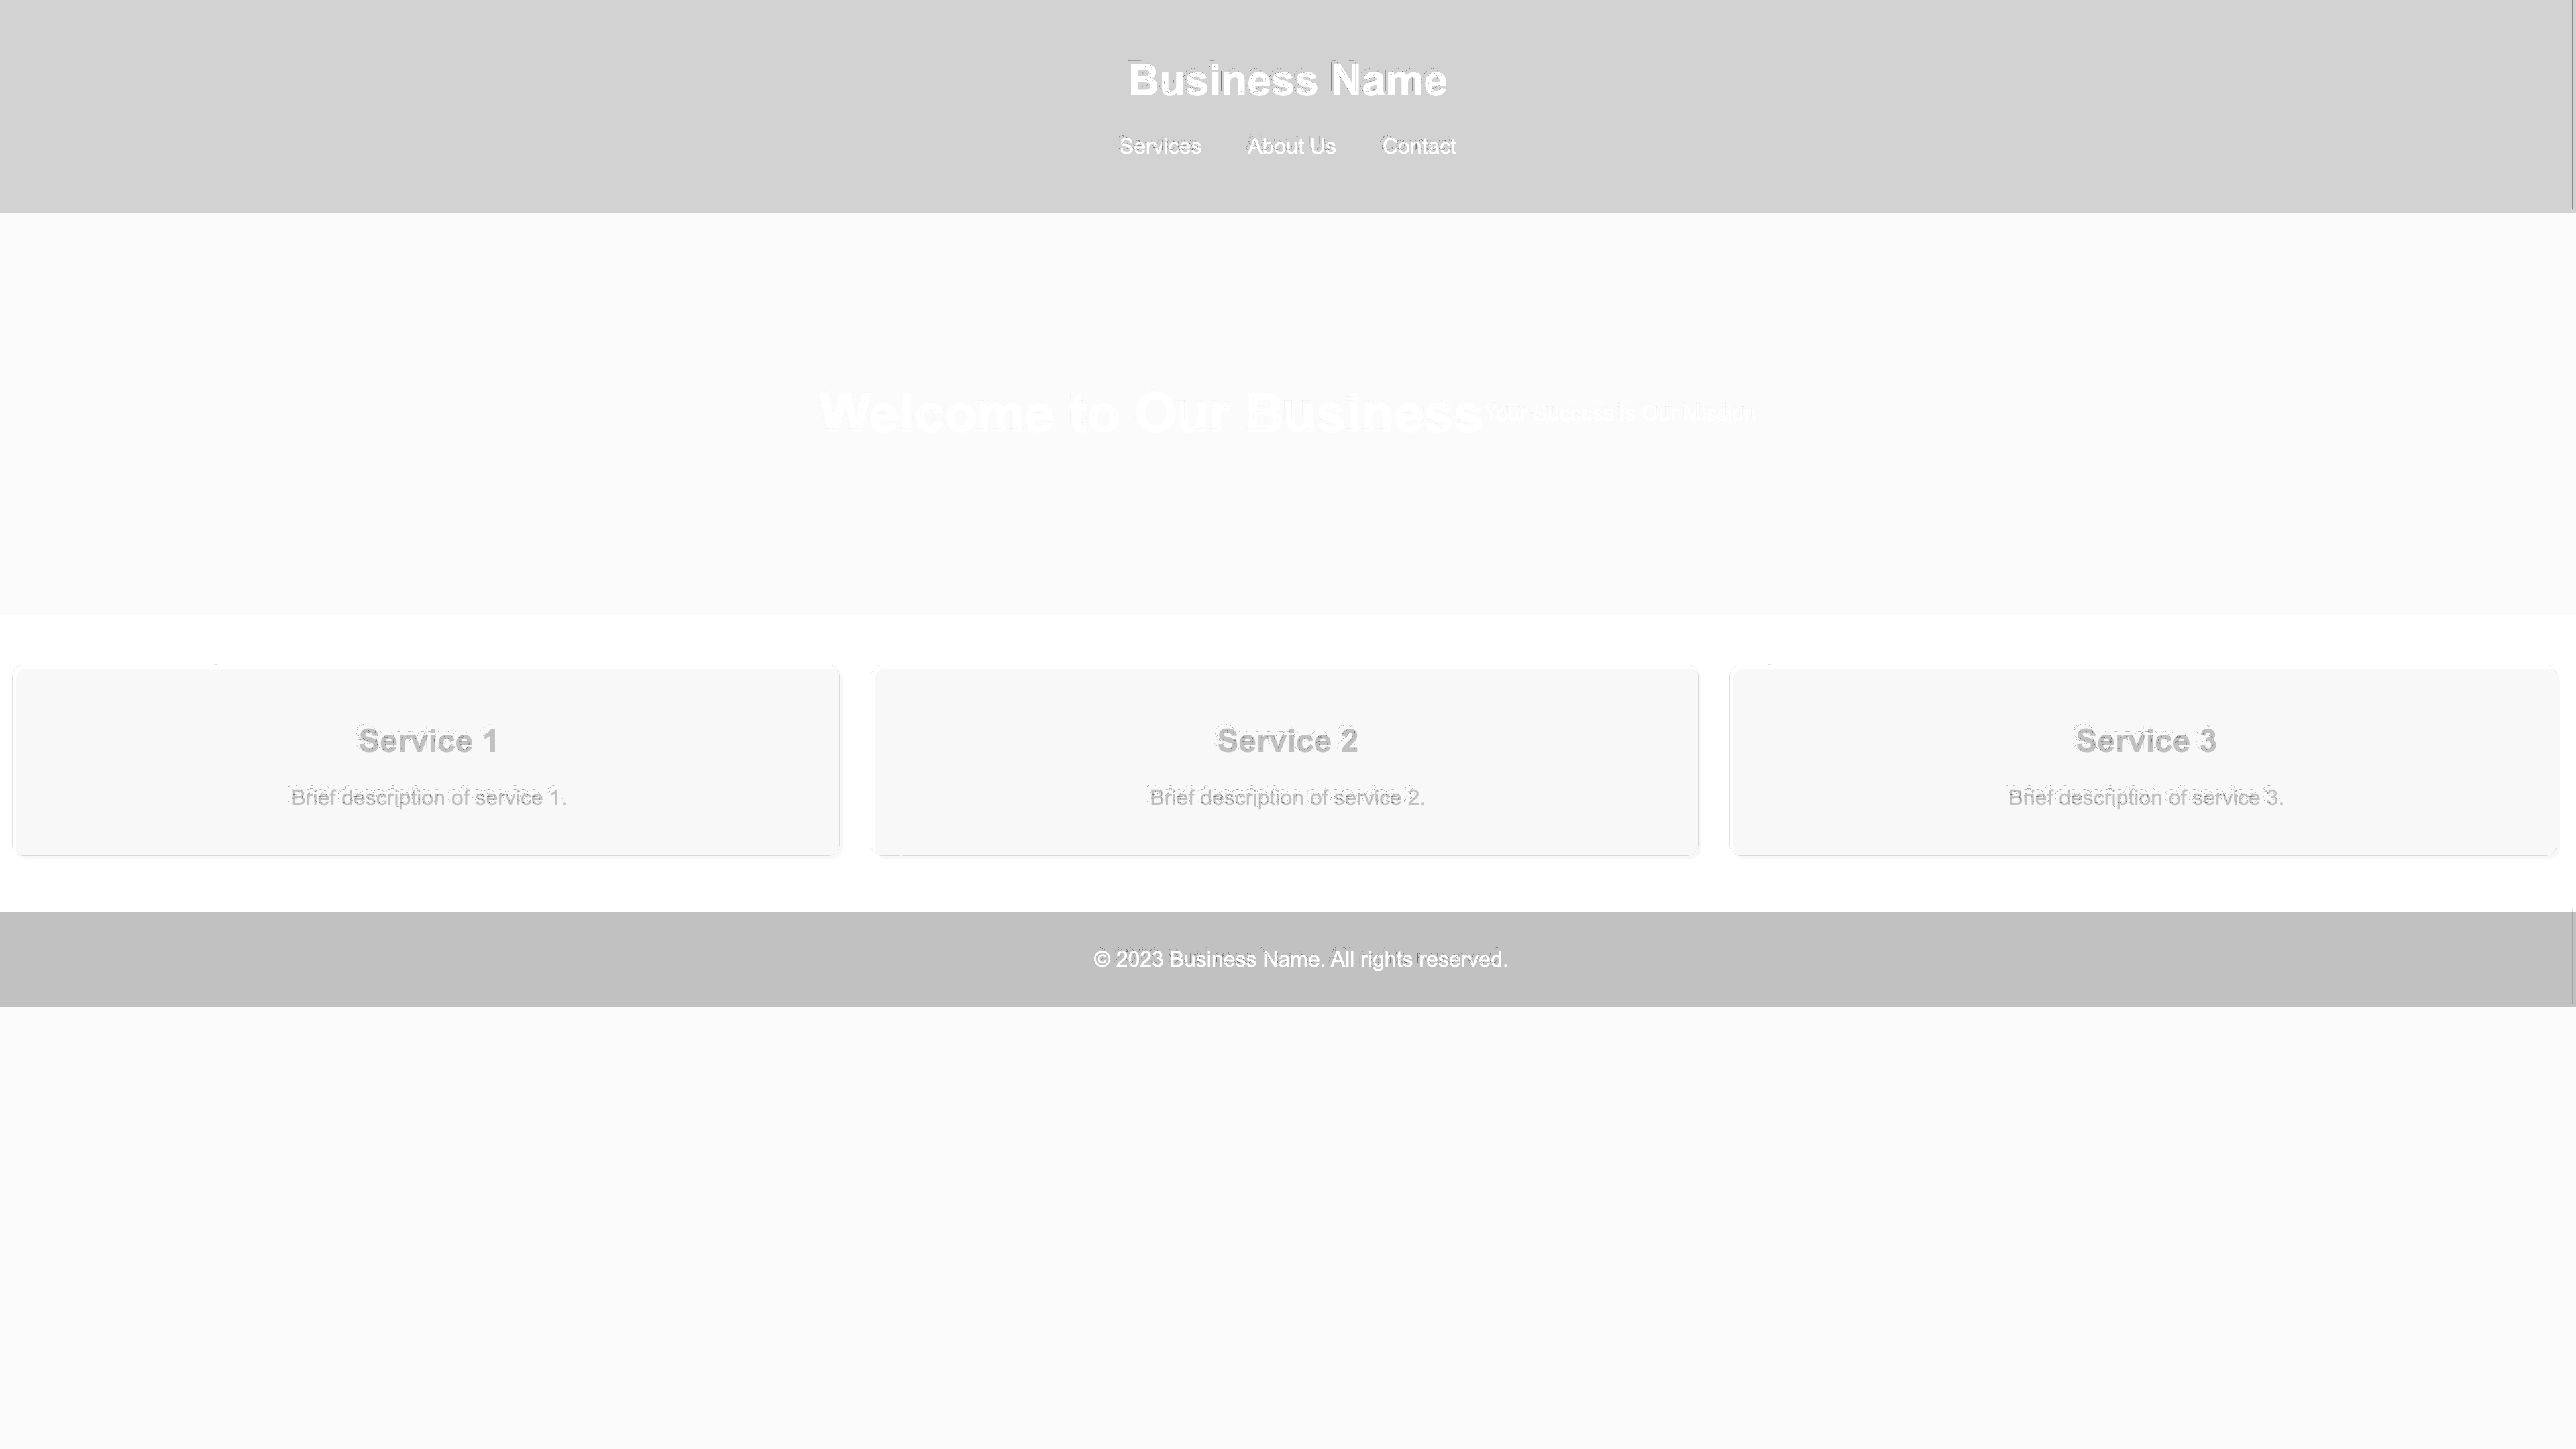 Business Name
Services About Us Contact
Welcome to Our Business Your Success is Our Mission
Service 1 Service 2 Service 3
Brief description of service 1. Brief description of service 2. Brief description of service 3.
© 2023 Business Name. All rights reserved.